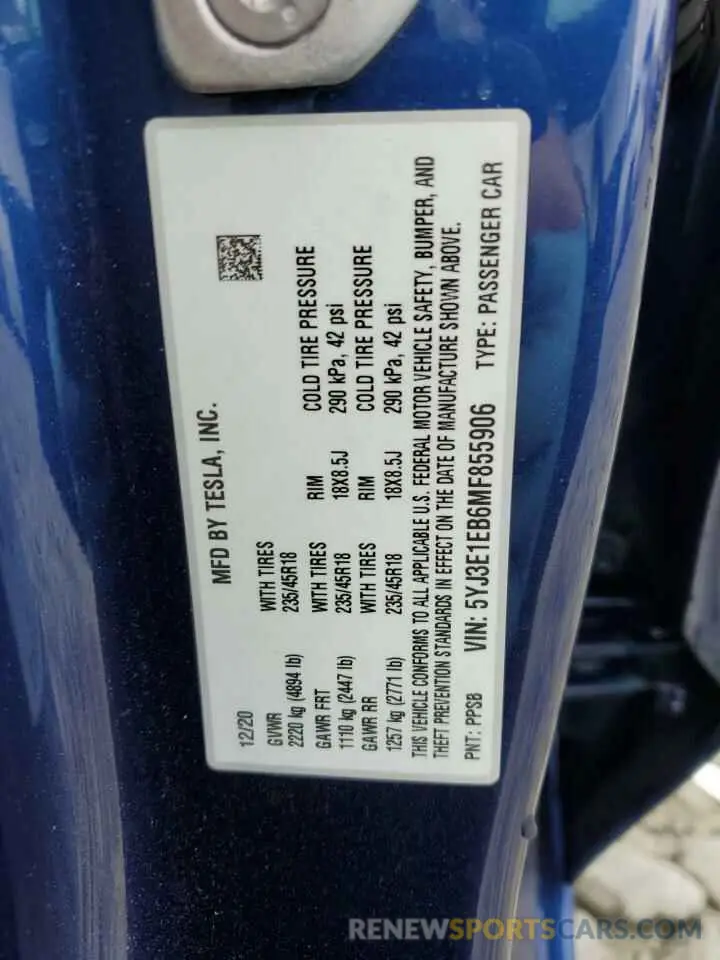 MFD BY TESLA, INC.
12/20
GVWR WITH TIRES
2220 kg (4894 lb) 235/45R18 RIM COLD TIRE PRESSURE
GAWR FRT WITH TIRES
1110 kg (2447 lb) 235/45R18 18X8.5J 290 kPa, 42 psi
GAWR RR WITH TIRES RIM COLD TIRE PRESSURE
1257 kg (2771 lb) 235/45R18 18X8.5J 290 kPa, 42 psi
THIS VEHICLE CONFORMS TO ALL APPLICABLE U.S. FEDERAL MOTOR VEHICLE SAFETY, BUMPER, AND
THEFT PREVENTION STANDARDS IN EFFECT ON THE DATE OF MANUFACTURE SHOWN ABOVE.
PNT: PPSB VIN: 5YJ3E1EB6MF855906 TYPE: PASSENGER CAR
RENEWSPORTSCARS.COM